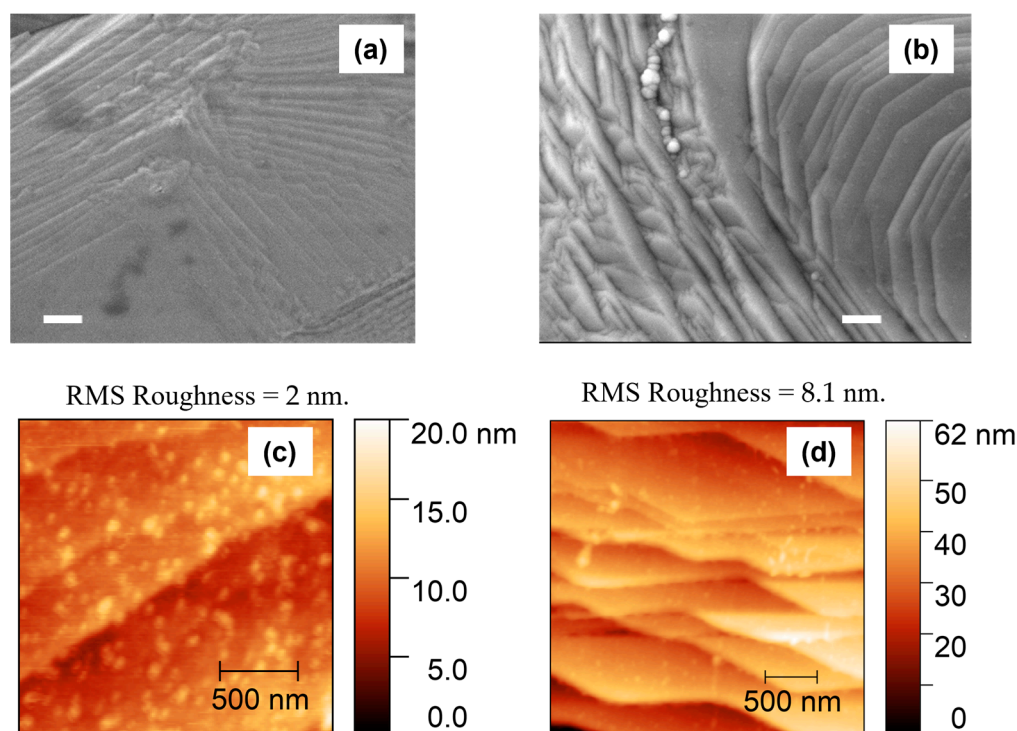 (a)
(b)
RMS Roughness = 2 nm.
RMS Roughness = 8.1 nm.
(c)
20.0 nm
15.0
10.0
5.0
0.0
500 nm
(d)
62 nm
50
40
30
20
0
500 nm